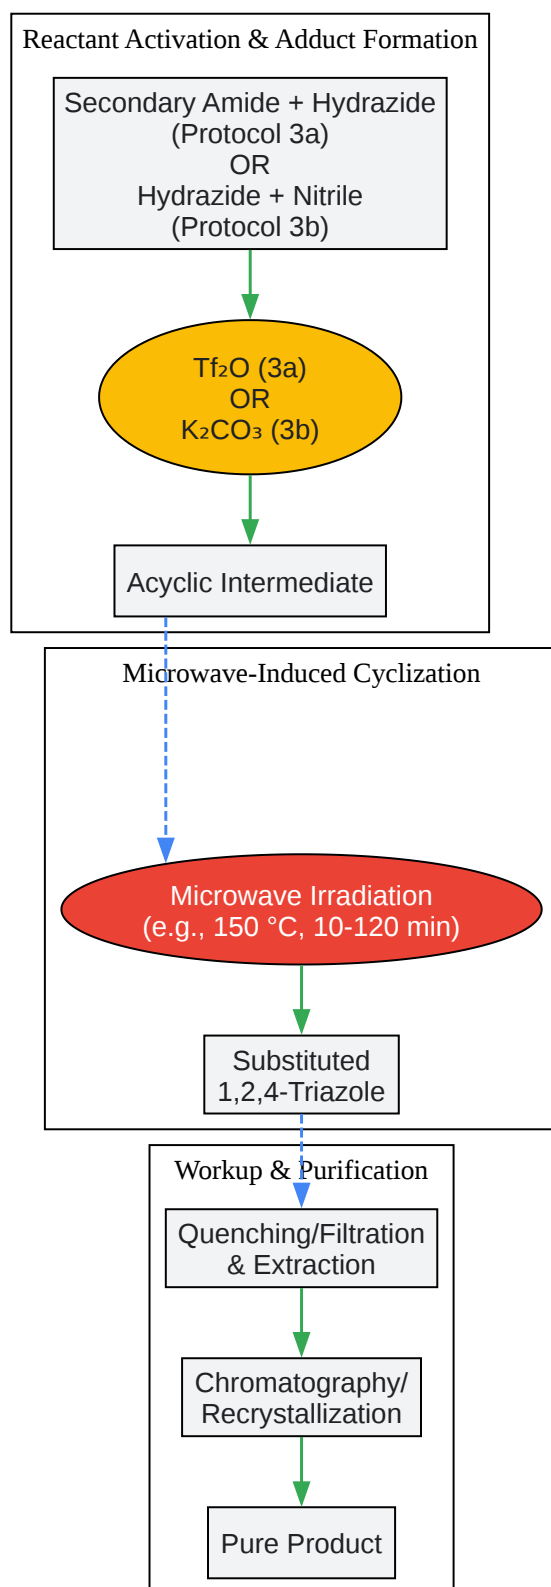 Reactant Activation & Adduct Formation
Secondary Amide + Hydrazide
(Protocol 3a)
OR
Hydrazide + Nitrile
(Protocol 3b)
Tf₂O (3a)
OR
K₂CO₃ (3b)
Acyclic Intermediate
Microwave-Induced Cyclization
Microwave Irradiation
(e.g., 150 °C, 10-120 min)
Substituted
1,2,4-Triazole
Workup & Purification
Quenching/Filtration
& Extraction
Chromatography/
Recrystallization
Pure Product